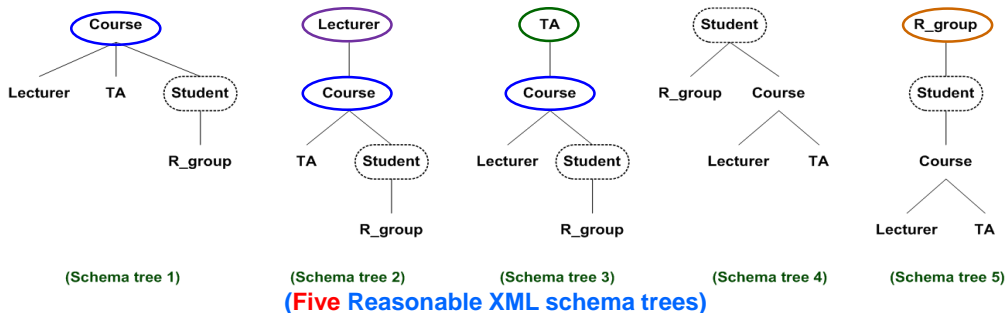 Course
Lecturer TA Student
R_group
(Schema tree 1)
Lecturer
Course
TA Student
R_group
(Schema tree 2)
TA
Course
Lecturer Student
R_group
(Schema tree 3)
Student
R_group Course
Lecturer TA
(Schema tree 4)
R_group
Student
Course
Lecturer TA
(Schema tree 5)
(Five Reasonable XML schema trees)